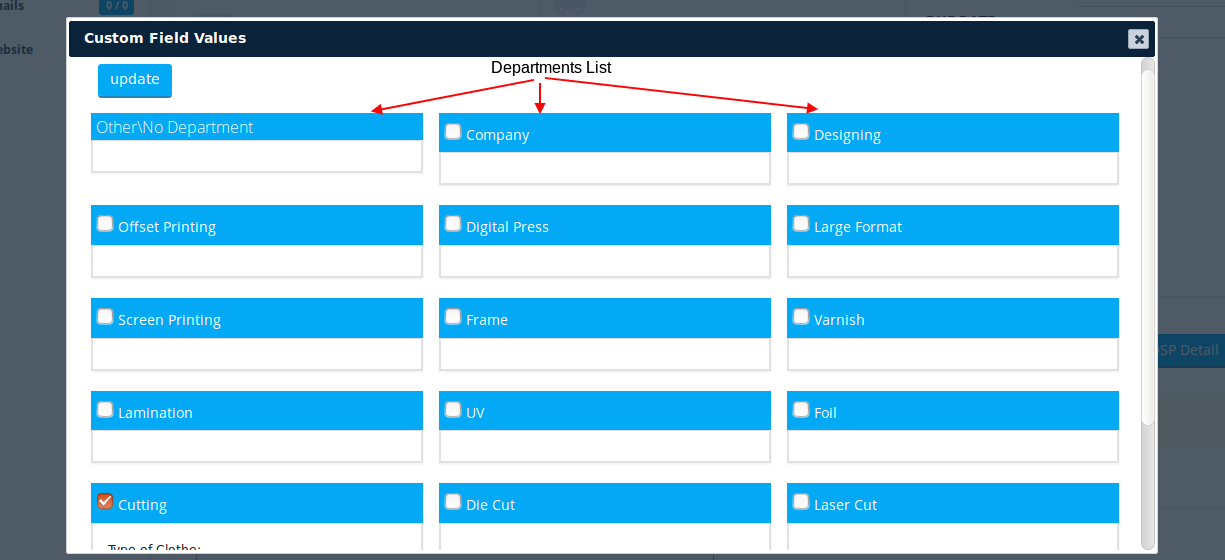 nails
0 / 0
ebsite
Custom Field Values
update
Departments List
Other\No Department
Company
Designing
Offset Printing
Digital Press
Large Format
Screen Printing
Frame
Varnish
SP Detail
Lamination
UV
Foil
Cutting
Die Cut
Laser Cut
Type of Clothe: